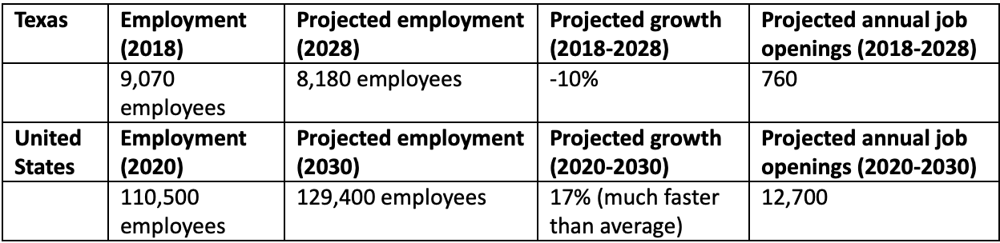 Texas Employment Projected employment Projected growth Projected annual job
(2018) (2028) (2018-2028) openings (2018-2028)
9,070 8,180 employees -10% 760
employees
United Employment Projected employment Projected growth Projected annual job
States (2020) (2030) (2020-2030) openings (2020-2030)
110,500 129,400 employees 17% (much faster 12,700
employees than average)